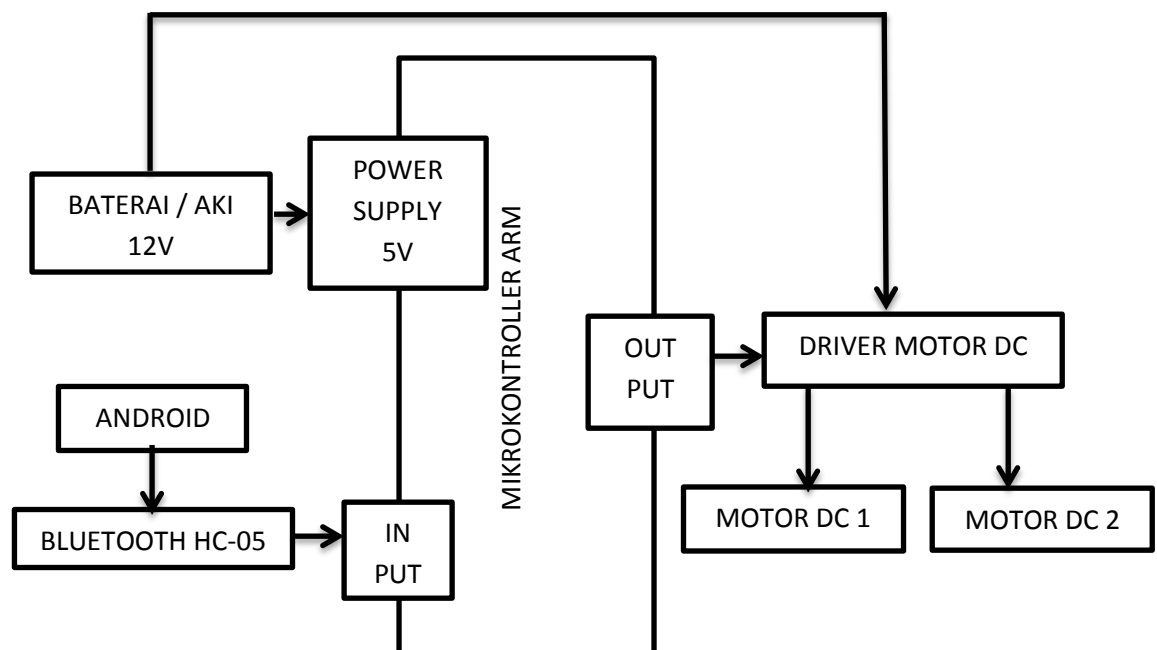 BATERAI / AKI
12V
POWER
SUPPLY
5V
MIKROKONTROLLER ARM
OUT
PUT
DRIVER MOTOR DC
ANDROID
BLUETOOTH HC-05
IN
PUT
MOTOR DC 1
MOTOR DC 2